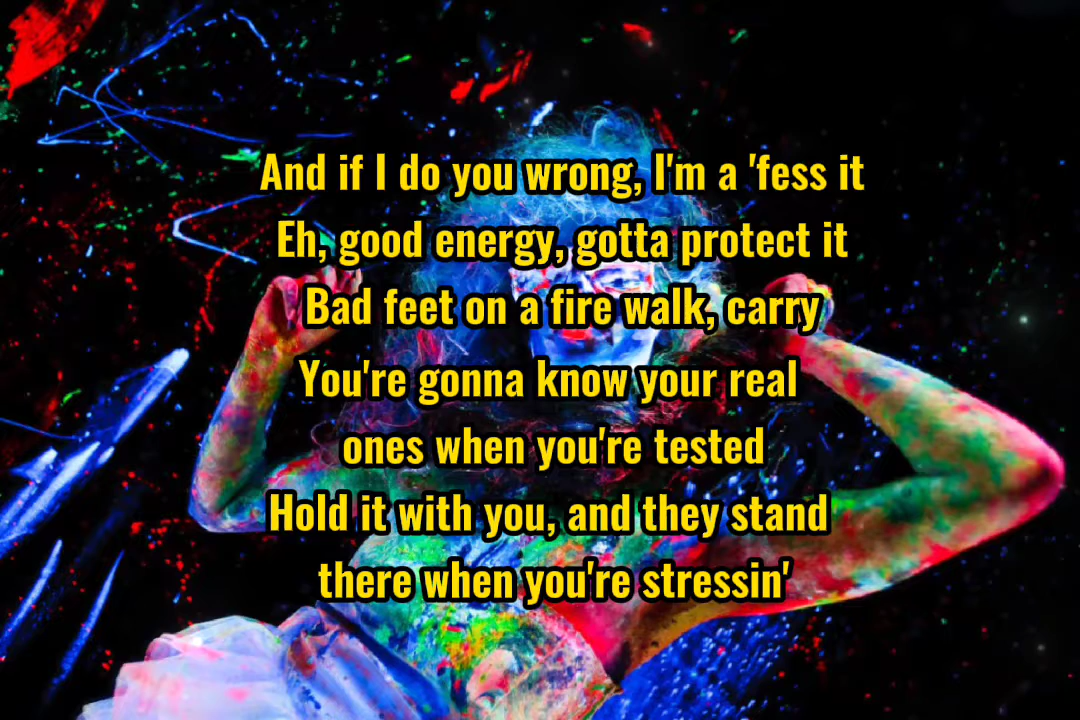 And if I do you wrong, I'm a 'fess it
Eh, good energy, gotta protect it
Bad feet on a fire walk, carry
You're gonna know your real
ones when you're tested
Hold it with you, and they stand
there when you're stressin'